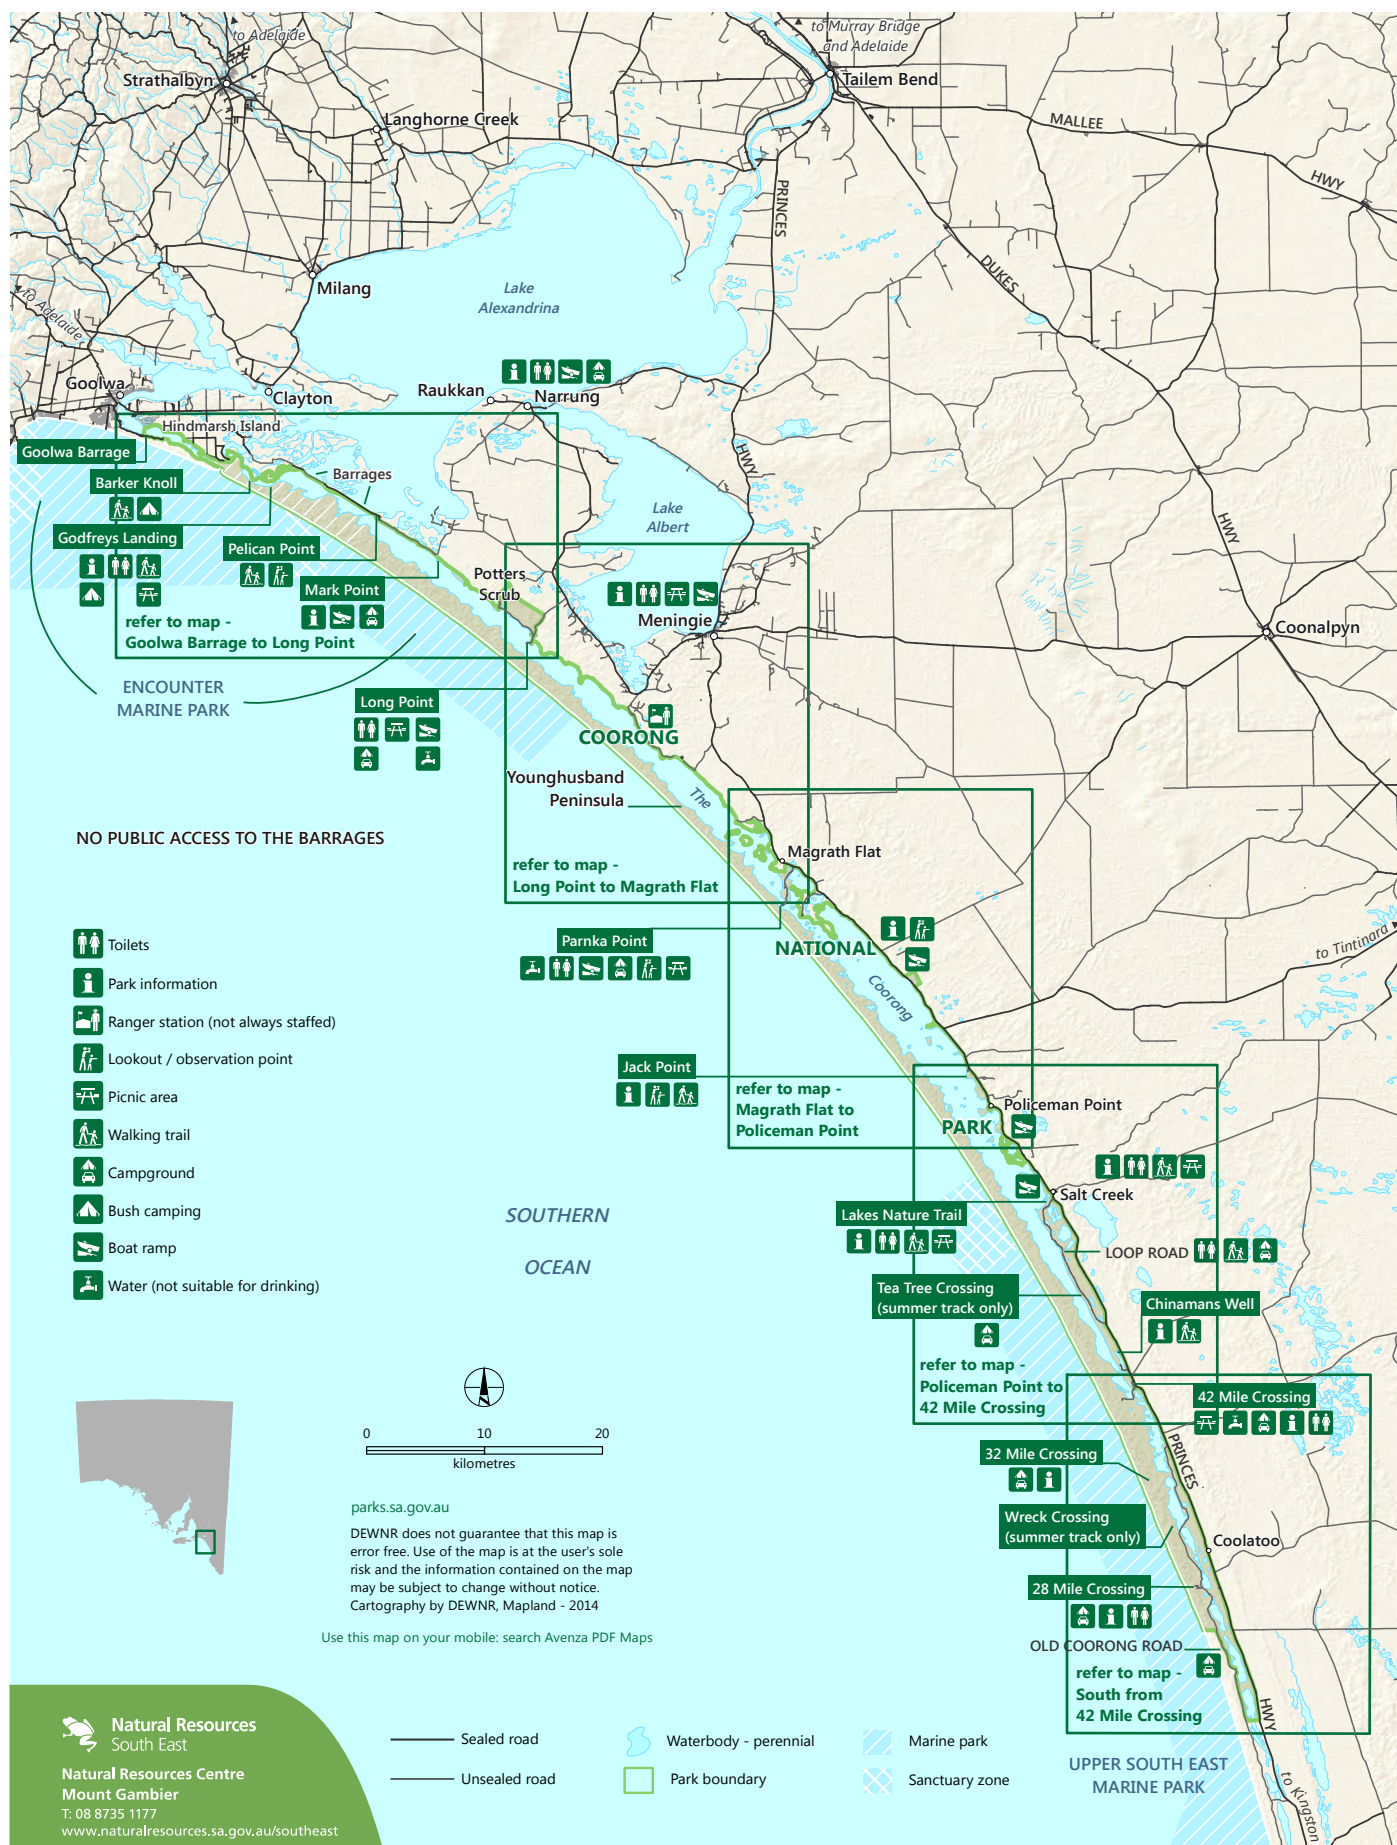 to Adelaide
to Murray Bridge
and Adelaide
Strathalbyn
Tailem Bend
Langhorne Creek
MALLEE
HWY
PRINCES
DUKES
Milang
Lake
Alexandrina
to Adelaide
Goolwa
Clayton
Raukkan
Narrung
Hindmarsh Island
Goolwa Barrage
HWY
Barrages
Barker Knoll
Lake
Albert
HWY
Godfreys Landing
Pelican Point
Mark Point
Potters
Scrub
refer to map -
Goolwa Barrage to Long Point
Meningie
Coonalpyn
ENCOUNTER
MARINE PARK
Long Point
COORONG
Younghusband
Peninsula
The
NO PUBLIC ACCESS TO THE BARRAGES
Magrath Flat
refer to map -
Long Point to Magrath Flat
Parnka Point
NATIONAL
to Tintinara
Coorong
Toilets
Park information
Ranger station (not always staffed)
Lookout / observation point
Picnic area
Walking trail
Campground
Bush camping
Boat ramp
Water (not suitable for drinking)
Jack Point
refer to map -
Magrath Flat to
Policeman Point
Policeman Point
PARK
Salt Creek
SOUTHERN
OCEAN
Lakes Nature Trail
LOOP ROAD
Tea Tree Crossing
(summer track only)
Chinamans Well
refer to map -
Policeman Point to
42 Mile Crossing
42 Mile Crossing
0 10 20
kilometres
32 Mile Crossing
PRINCES
Wreck Crossing
(summer track only)
Coolatoo
28 Mile Crossing
OLD COORONG ROAD
refer to map -
South from
42 Mile Crossing
HWY
parks.sa.gov.au
DEWNR does not guarantee that this map is
error free. Use of the map is at the user's sole
risk and the information contained on the map
may be subject to change without notice.
Cartography by DEWNR, Mapland - 2014
Use this map on your mobile: search Avenza PDF Maps
Natural Resources
South East
Natural Resources Centre
Mount Gambier
T: 08 8735 1177
www.naturalresources.sa.gov.au/southeast
Sealed road
Unsealed road
Waterbody - perennial
Park boundary
Marine park
Sanctuary zone
UPPER SOUTH EAST
MARINE PARK
to Kingston